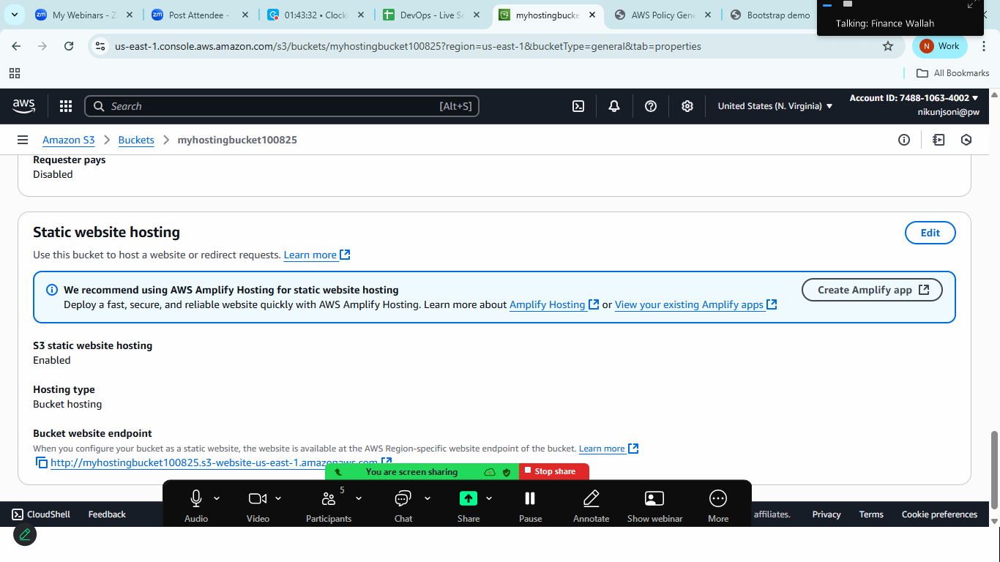 My Webinars - Z
Post Attendee -
01:43:32 • Clocki
DevOps - Live Se
myhostingbucke
AWS Policy Gene
Bootstrap demo
Talking: Finance Wallah
us-east-1.console.aws.amazon.com/s3/buckets/myhostingbucket100825?region=us-east-1&bucketType=general&tab=properties
N Work
All Bookmarks
aws
Search
[Alt+S]
United States (N. Virginia)
Account ID: 7488-1063-4002
nikunjsoni@pw
Amazon S3 > Buckets > myhostingbucket100825
Requester pays
Disabled
Static website hosting
Edit
Use this bucket to host a website or redirect requests. Learn more
We recommend using AWS Amplify Hosting for static website hosting
Deploy a fast, secure, and reliable website quickly with AWS Amplify Hosting. Learn more about Amplify Hosting or View your existing Amplify apps
Create Amplify app
S3 static website hosting
Enabled
Hosting type
Bucket hosting
Bucket website endpoint
When you configure your bucket as a static website, the website is available at the AWS Region-specific website endpoint of the bucket. Learn more
http://myhostingbucket100825.s3-website-us-east-1.amazonaws.com
You are screen sharing
Stop share
5
Audio
Video
Participants
Chat
Share
Pause
Annotate
Show webinar
More
CloudShell
Feedback
affiliates.
Privacy
Terms
Cookie preferences